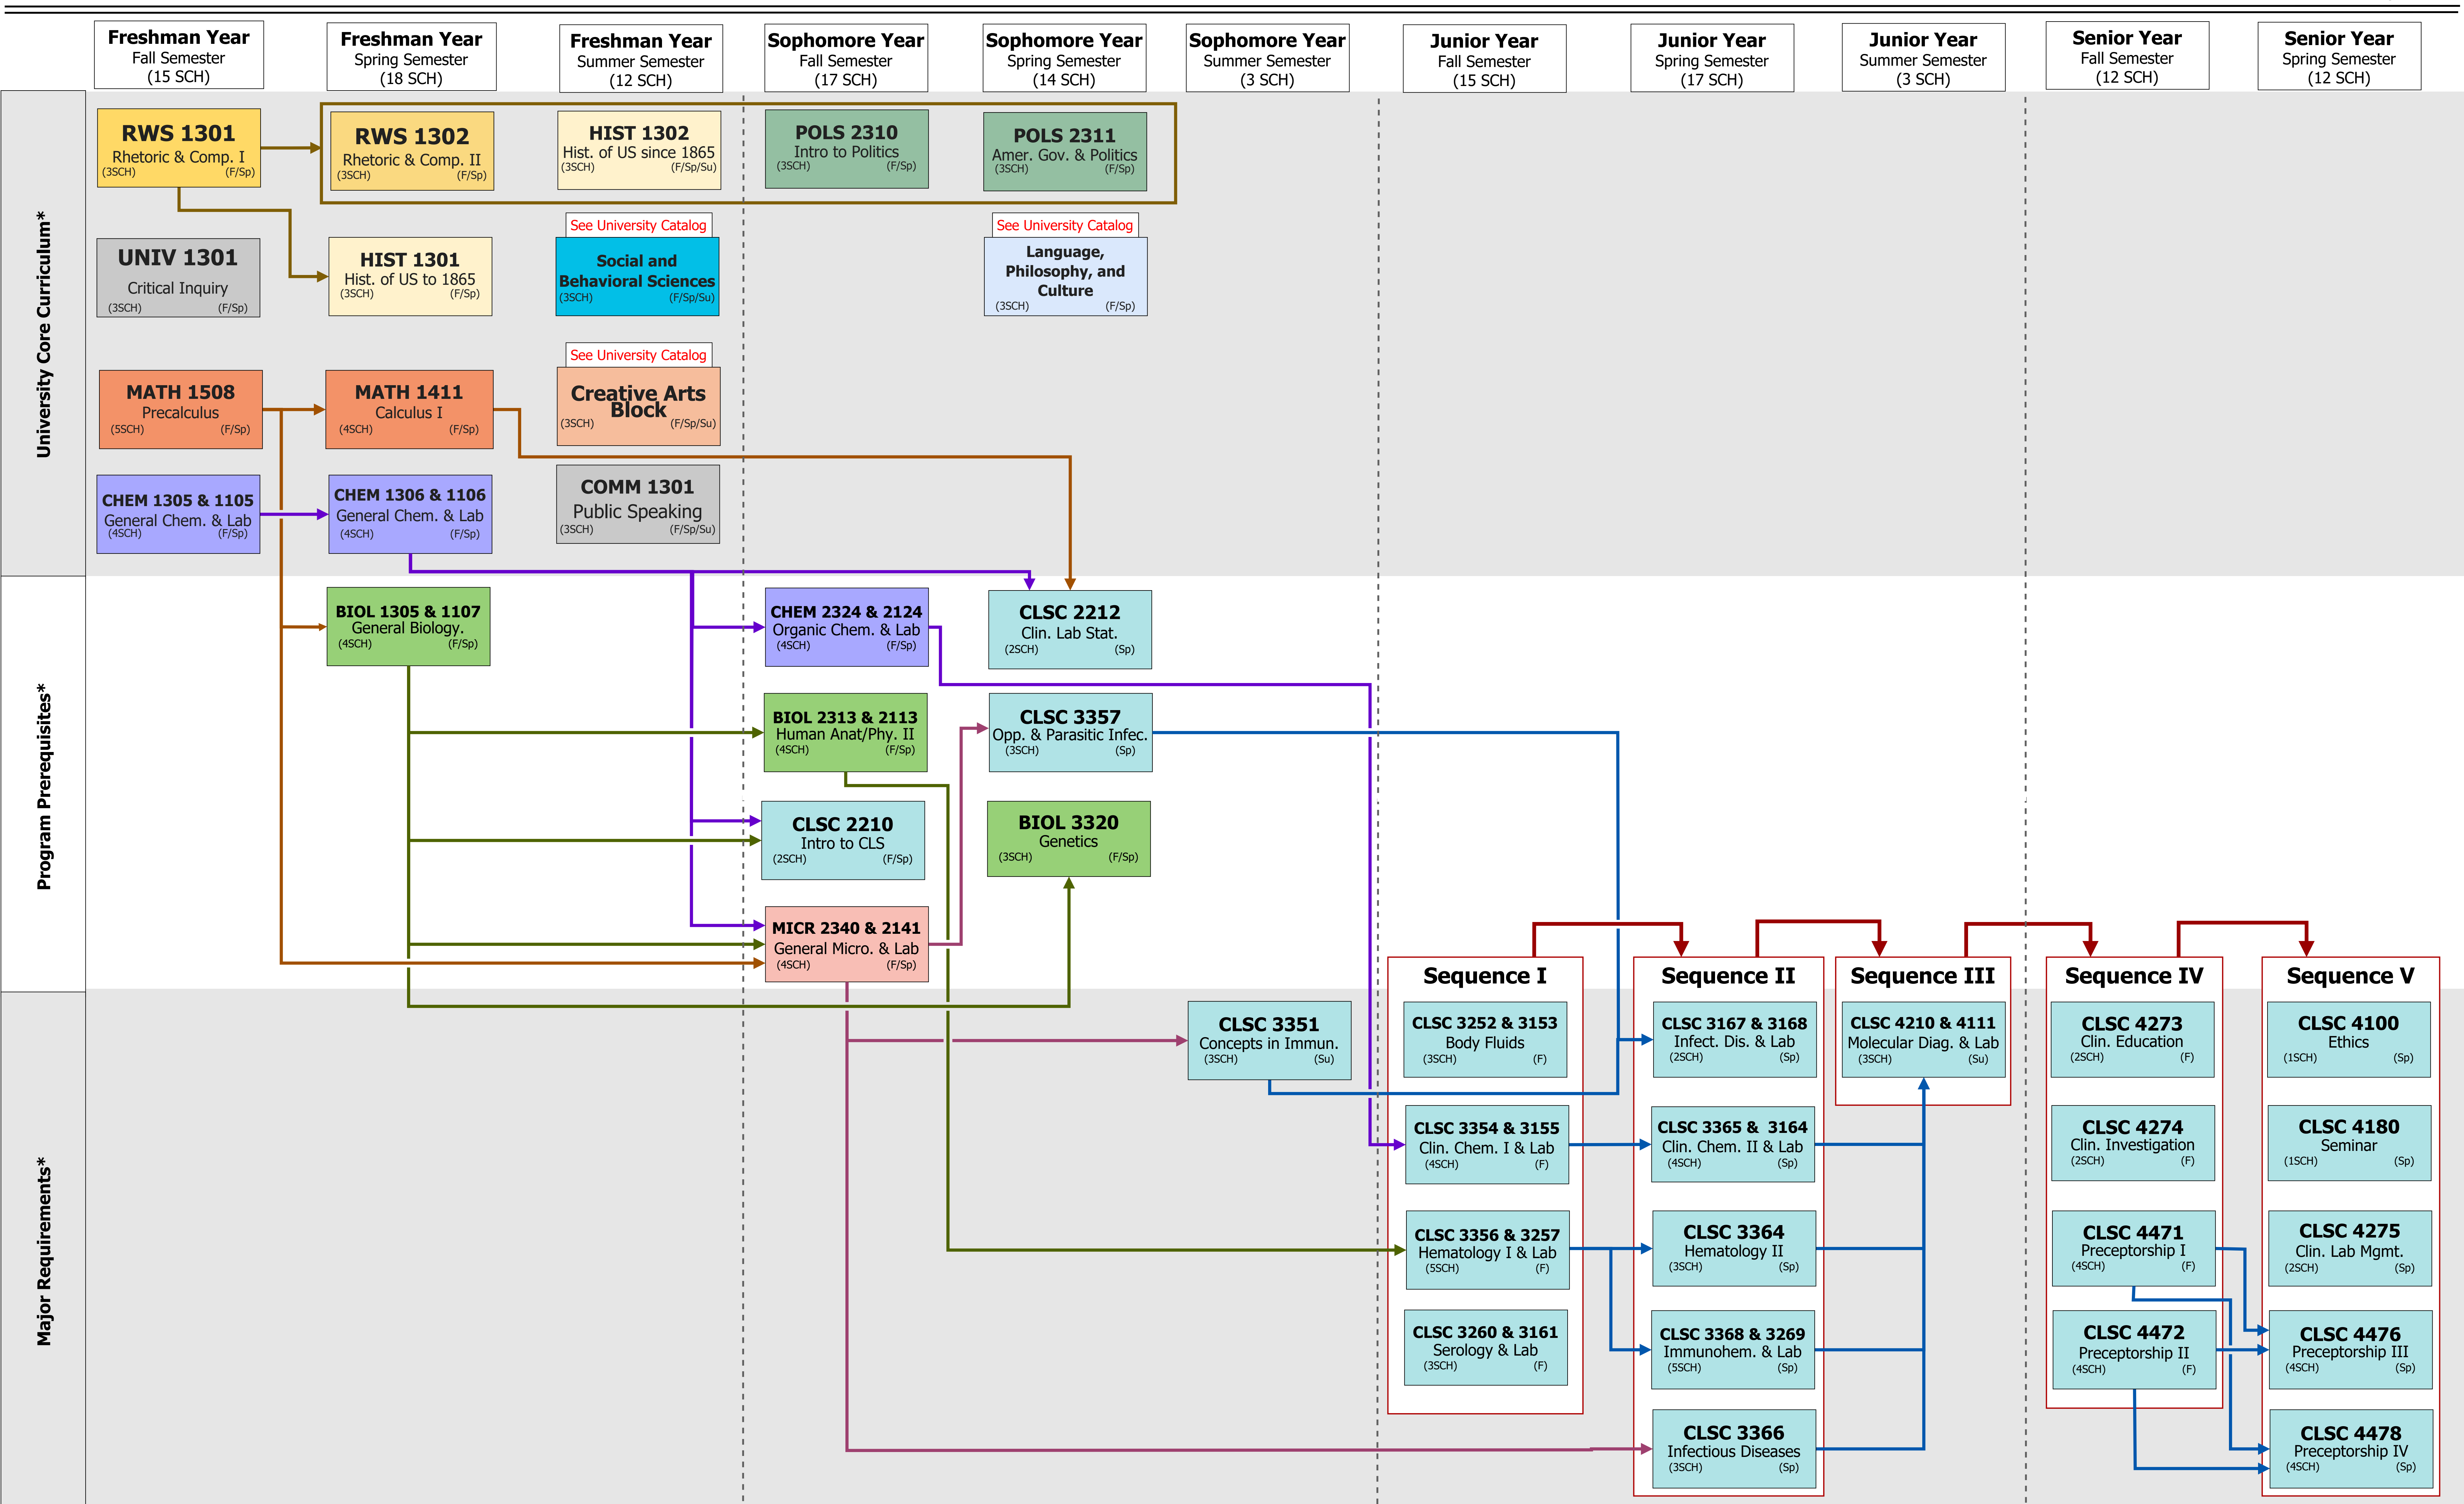 Freshman Year
Fall Semester
(15 SCH)
Freshman Year
Spring Semester
(18 SCH)
Freshman Year
Summer Semester
(12 SCH)
Sophomore Year
Fall Semester
(17 SCH)
Sophomore Year
Spring Semester
(14 SCH)
Sophomore Year
Summer Semester
(3 SCH)
Junior Year
Fall Semester
(15 SCH)
Junior Year
Spring Semester
(17 SCH)
Junior Year
Summer Semester
(3 SCH)
Senior Year
Fall Semester
(12 SCH)
Senior Year
Spring Semester
(12 SCH)
University Core Curriculum*
RWS 1301
Rhetoric & Comp. I
(3SCH) (F/Sp)
RWS 1302
Rhetoric & Comp. II
(3SCH) (F/Sp)
HIST 1302
Hist. of US since 1865
(3SCH) (F/Sp/Su)
POLS 2310
Intro to Politics
(3SCH) (F/Sp)
POLS 2311
Amer. Gov. & Politics
(3SCH) (F/Sp)
UNIV 1301
Critical Inquiry
(3SCH) (F/Sp)
HIST 1301
Hist. of US to 1865
(3SCH) (F/Sp)
See University Catalog
Social and
Behavioral Sciences
(3SCH) (F/Sp/Su)
See University Catalog
Language,
Philosophy, and
Culture
(3SCH) (F/Sp)
MATH 1508
Precalculus
(5SCH) (F/Sp)
MATH 1411
Calculus I
(4SCH) (F/Sp)
See University Catalog
Creative Arts
Block
(3SCH) (F/Sp/Su)
CHEM 1305 & 1105
General Chem. & Lab
(4SCH) (F/Sp)
CHEM 1306 & 1106
General Chem. & Lab
(4SCH) (F/Sp)
COMM 1301
Public Speaking
(3SCH) (F/Sp/Su)
Program Prerequisites*
BIOL 1305 & 1107
General Biology.
(4SCH) (F/Sp)
CHEM 2324 & 2124
Organic Chem. & Lab
(4SCH) (F/Sp)
CLSC 2212
Clin. Lab Stat.
(2SCH) (Sp)
BIOL 2313 & 2113
Human Anat/Phy. II
(4SCH) (F/Sp)
CLSC 3357
Opp. & Parasitic Infec.
(3SCH) (Sp)
CLSC 2210
Intro to CLS
(2SCH) (F/Sp)
BIOL 3320
Genetics
(3SCH) (F/Sp)
MICR 2340 & 2141
General Micro. & Lab
(4SCH) (F/Sp)
Major Requirements*
CLSC 3351
Concepts in Immun.
(3SCH) (Su)
Sequence I
CLSC 3252 & 3153
Body Fluids
(3SCH) (F)
CLSC 3354 & 3155
Clin. Chem. I & Lab
(4SCH) (F)
CLSC 3356 & 3257
Hematology I & Lab
(5SCH) (F)
CLSC 3260 & 3161
Serology & Lab
(3SCH) (F)
Sequence II
CLSC 3167 & 3168
Infect. Dis. & Lab
(2SCH) (Sp)
CLSC 3365 & 3164
Clin. Chem. II & Lab
(4SCH) (Sp)
CLSC 3364
Hematology II
(3SCH) (Sp)
CLSC 3368 & 3269
Immunohem. & Lab
(5SCH) (Sp)
CLSC 3366
Infectious Diseases
(3SCH) (Sp)
Sequence III
CLSC 4210 & 4111
Molecular Diag. & Lab
(3SCH) (Su)
Sequence IV
CLSC 4273
Clin. Education
(2SCH) (F)
CLSC 4274
Clin. Investigation
(2SCH) (F)
CLSC 4471
Preceptorship I
(4SCH) (F)
CLSC 4472
Preceptorship II
(4SCH) (F)
Sequence V
CLSC 4100
Ethics
(1SCH) (Sp)
CLSC 4180
Seminar
(1SCH) (Sp)
CLSC 4275
Clin. Lab Mgmt.
(2SCH) (Sp)
CLSC 4476
Preceptorship III
(4SCH) (Sp)
CLSC 4478
Preceptorship IV
(4SCH) (Sp)